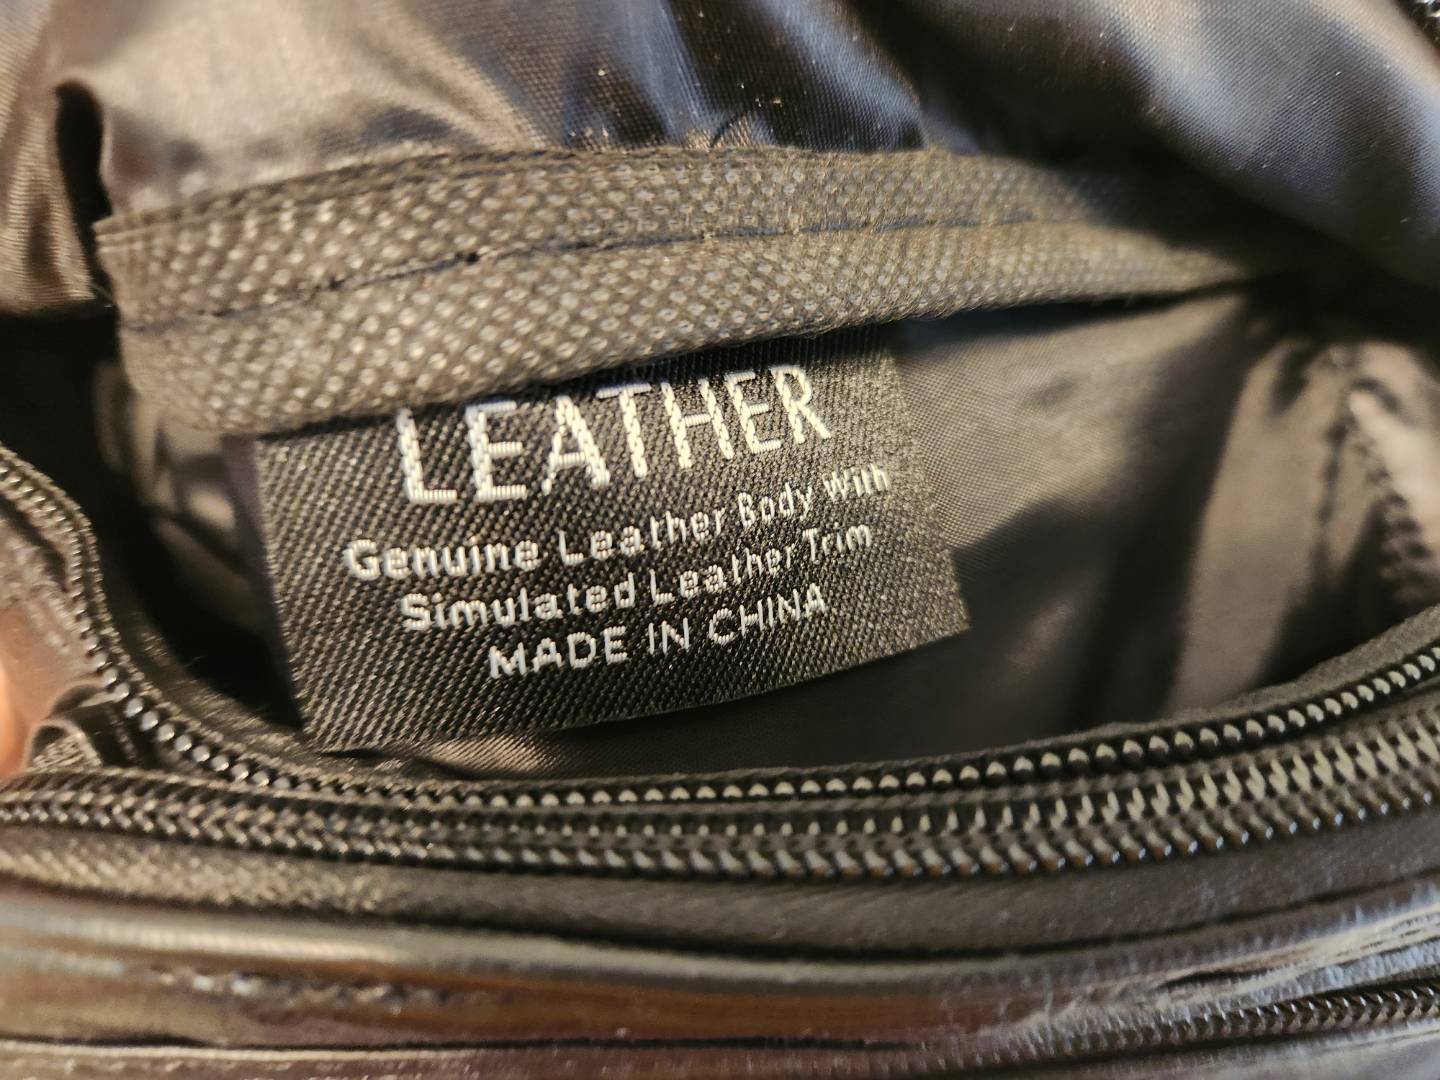 LEATHER
Genuine Leather Body With
Simulated Leather Trim
MADE IN CHINA